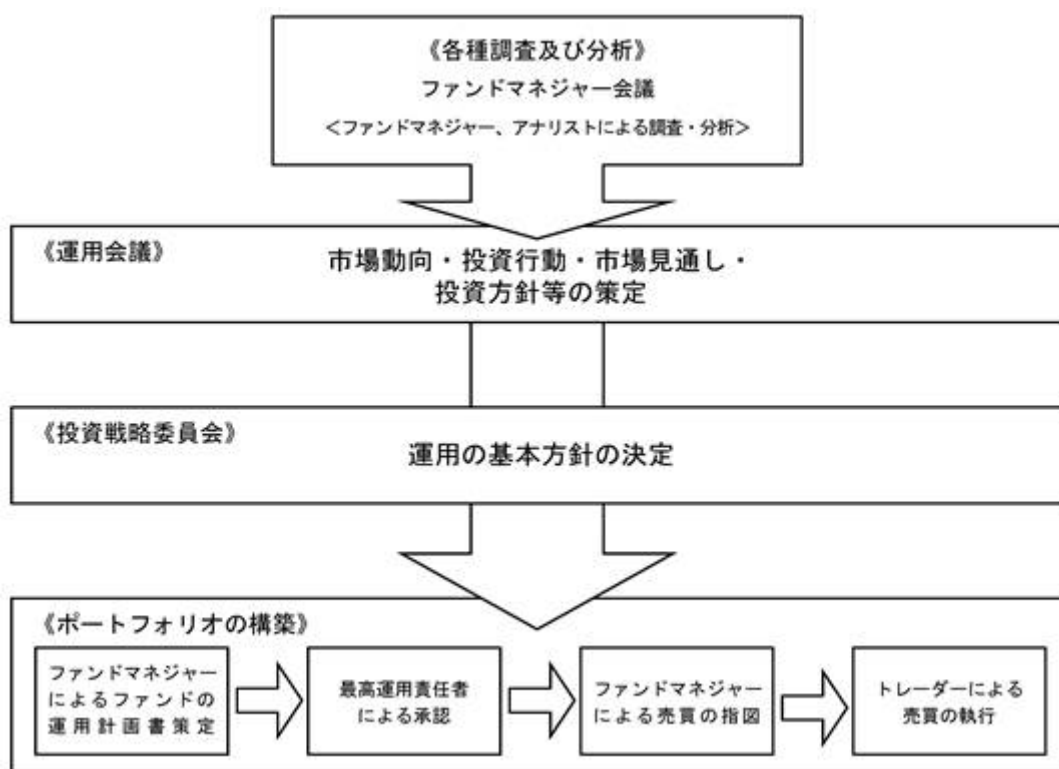 《各種調査及び分析》
ファンドマネジャー会議
＜ファンドマネジャー、アナリストによる調査・分析＞
《運用会議》
市場動向・投資行動・市場見通し・
投資方針等の策定
《投資戦略委員会》
運用の基本方針の決定
《ポートフォリオの構築》
ファンドマネジャー
によるファンドの
運用計画書策定
最高運用責任者
による承認
ファンドマネジャー
による売買の指図
トレーダーによる
売買の執行